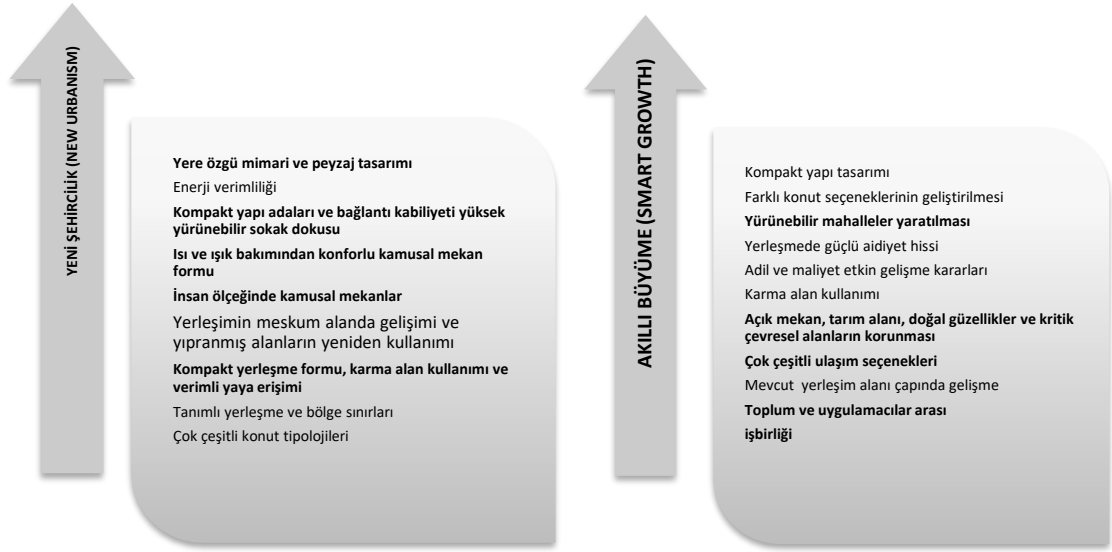 YENİ ŞEHİRCİLİK (NEW URBANISM)
Yere özgü mimari ve peyzaj tasarımı
Enerji verimliliği
Kompakt yapı adaları ve bağlantı kabiliyeti yüksek
yürünebilir sokak dokusu
Isı ve ışık bakımından konforlu kamusal mekan
formu
İnsan ölçeğinde kamusal mekanlar
Yerleşimin meskum alanda gelişimi ve
yıpranmış alanların yeniden kullanımı
Kompakt yerleşme formu, karma alan kullanımı ve
verimli yaya erişimi
Tanımlı yerleşme ve bölge sınırları
Çok çeşitli konut tipolojileri
AKILLI BÜYÜME (SMART GROWTH)
Kompakt yapı tasarımı
Farklı konut seçeneklerinin geliştirilmesi
Yürünebilir mahalleler yaratılması
Yerleşmede güçlü aidiyet hissi
Adil ve maliyet etkin gelişme kararları
Karma alan kullanımı
Açık mekan, tarım alanı, doğal güzellikler ve kritik
çevresel alanların korunması
Çok çeşitli ulaşım seçenekleri
Mevcut yerleşim alanı çapında gelişme
Toplum ve uygulamacılar arası
işbirliği